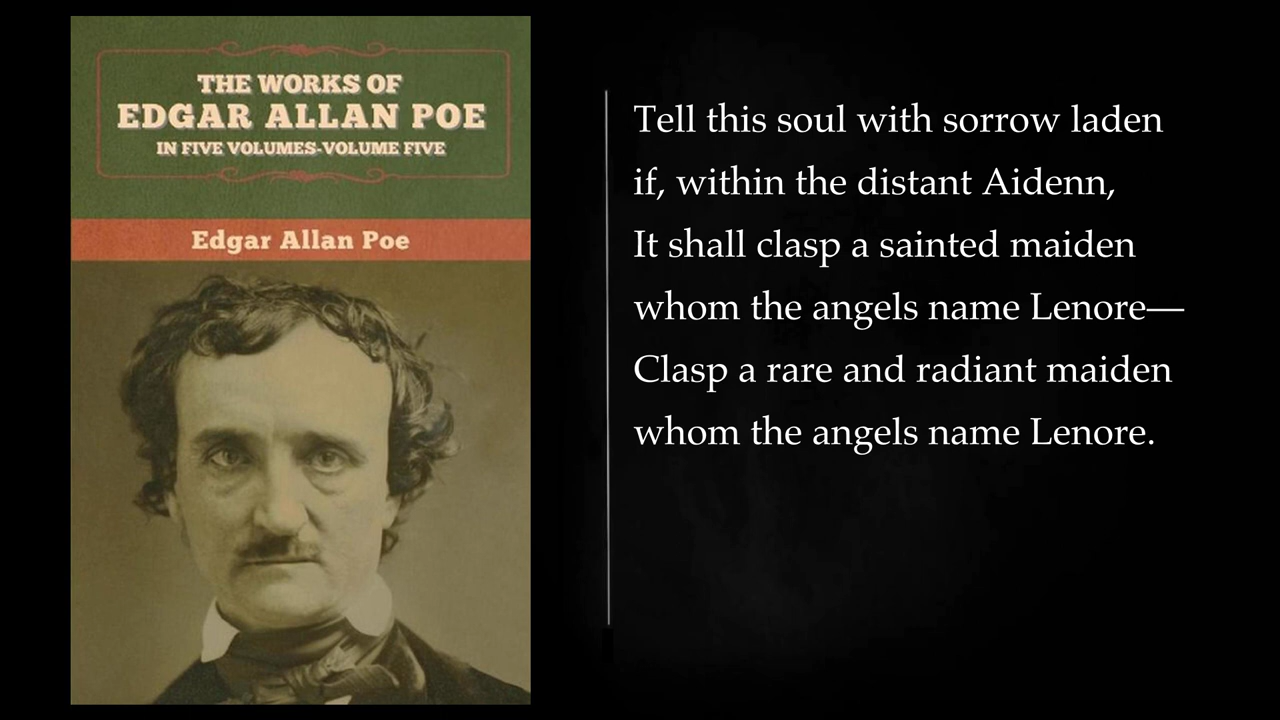 THE WORKS OF
EDGAR ALLAN POE
IN FIVE VOLUMES-VOLUME FIVE
Edgar Allan Poe
Tell this soul with sorrow laden
if, within the distant Aidenn,
It shall clasp a sainted maiden
whom the angels name Lenore—
Clasp a rare and radiant maiden
whom the angels name Lenore.